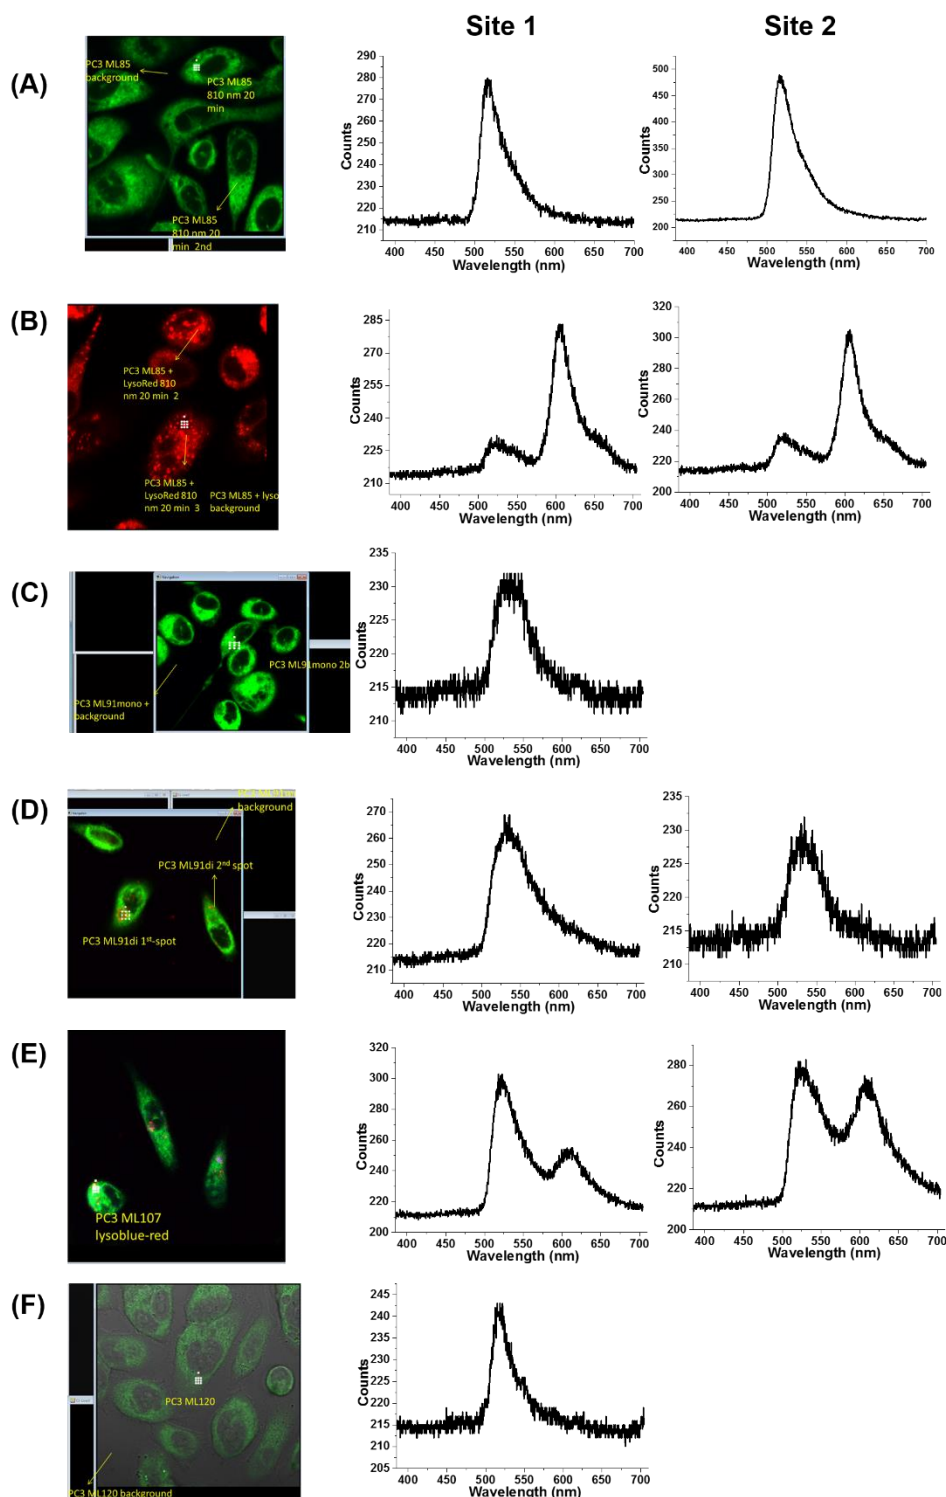 Site 1
Site 2
(A)
PC3 ML85
background
PC3 ML85
810 nm 20
min
PC3 ML85
810 nm 20
min 2nd
290
280
270
260
250
240
230
220
210
Counts
400 450 500 550 600 650 700
Wavelength (nm)
500
450
400
350
300
250
200
Counts
400 450 500 550 600 650 700
Wavelength (nm)
(B)
PC3 ML85 +
LysoRed 810
nm 20 min 2
PC3 ML85 +
LysoRed 810
nm 20 min 3
PC3 ML85 + lyso
background
285
270
255
240
225
210
Counts
400 450 500 550 600 650 700
Wavelength (nm)
320
300
280
260
240
220
200
Counts
400 450 500 550 600 650 700
Wavelength (nm)
(C)
PC3 ML91mono 2b
PC3 ML91mono +
background
235
230
225
220
215
210
Counts
400 450 500 550 600 650 700
Wavelength (nm)
(D)
background
PC3 ML91di 2nd spot
PC3 ML91di 1st-spot
270
260
250
240
230
220
210
Counts
400 450 500 550 600 650 700
Wavelength (nm)
235
230
225
220
215
210
Counts
400 450 500 550 600 650 700
Wavelength (nm)
(E)
PC3 ML107
lysoblue-red
320
300
280
260
240
220
200
Counts
400 450 500 550 600 650 700
Wavelength (nm)
280
260
240
220
200
Counts
400 450 500 550 600 650 700
Wavelength (nm)
(F)
PC3 ML120
PC3 ML120 background
245
240
235
230
225
220
215
210
205
Counts
400 450 500 550 600 650 700
Wavelength (nm)